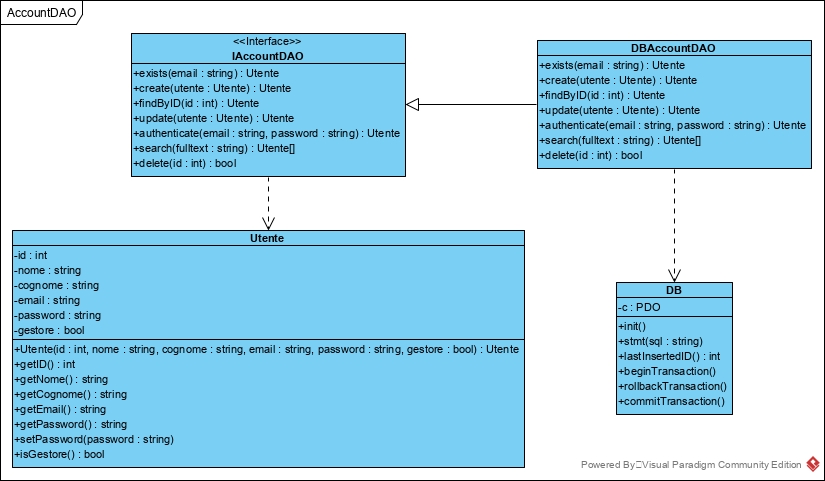 AccountDAO
<<Interface>>
IAccountDAO
+exists(email : string) : Utente
+create(utente : Utente) : Utente
+findByID(id : int) : Utente
+update(utente : Utente) : Utente
+authenticate(email : string, password : string) : Utente
+search(fulltext : string) : Utente[]
+delete(id : int) : bool
DBAccountDAO
+exists(email : string) : Utente
+create(utente : Utente) : Utente
+findByID(id : int) : Utente
+update(utente : Utente) : Utente
+authenticate(email : string, password : string) : Utente
+search(fulltext : string) : Utente[]
+delete(id : int) : bool
Utente
-id : int
-nome : string
-cognome : string
-email : string
-password : string
-gestore : bool
+Utente(id : int, nome : string, cognome : string, email : string, password : string, gestore : bool) : Utente
+getID() : int
+getNome() : string
+getCognome() : string
+getEmail() : string
+getPassword() : string
+setPassword(password : string)
+isGestore() : bool
DB
-c : PDO
+init()
+stmt(sql : string)
+lastInsertedID() : int
+beginTransaction()
+rollbackTransaction()
+commitTransaction()
Powered By Visual Paradigm Community Edition